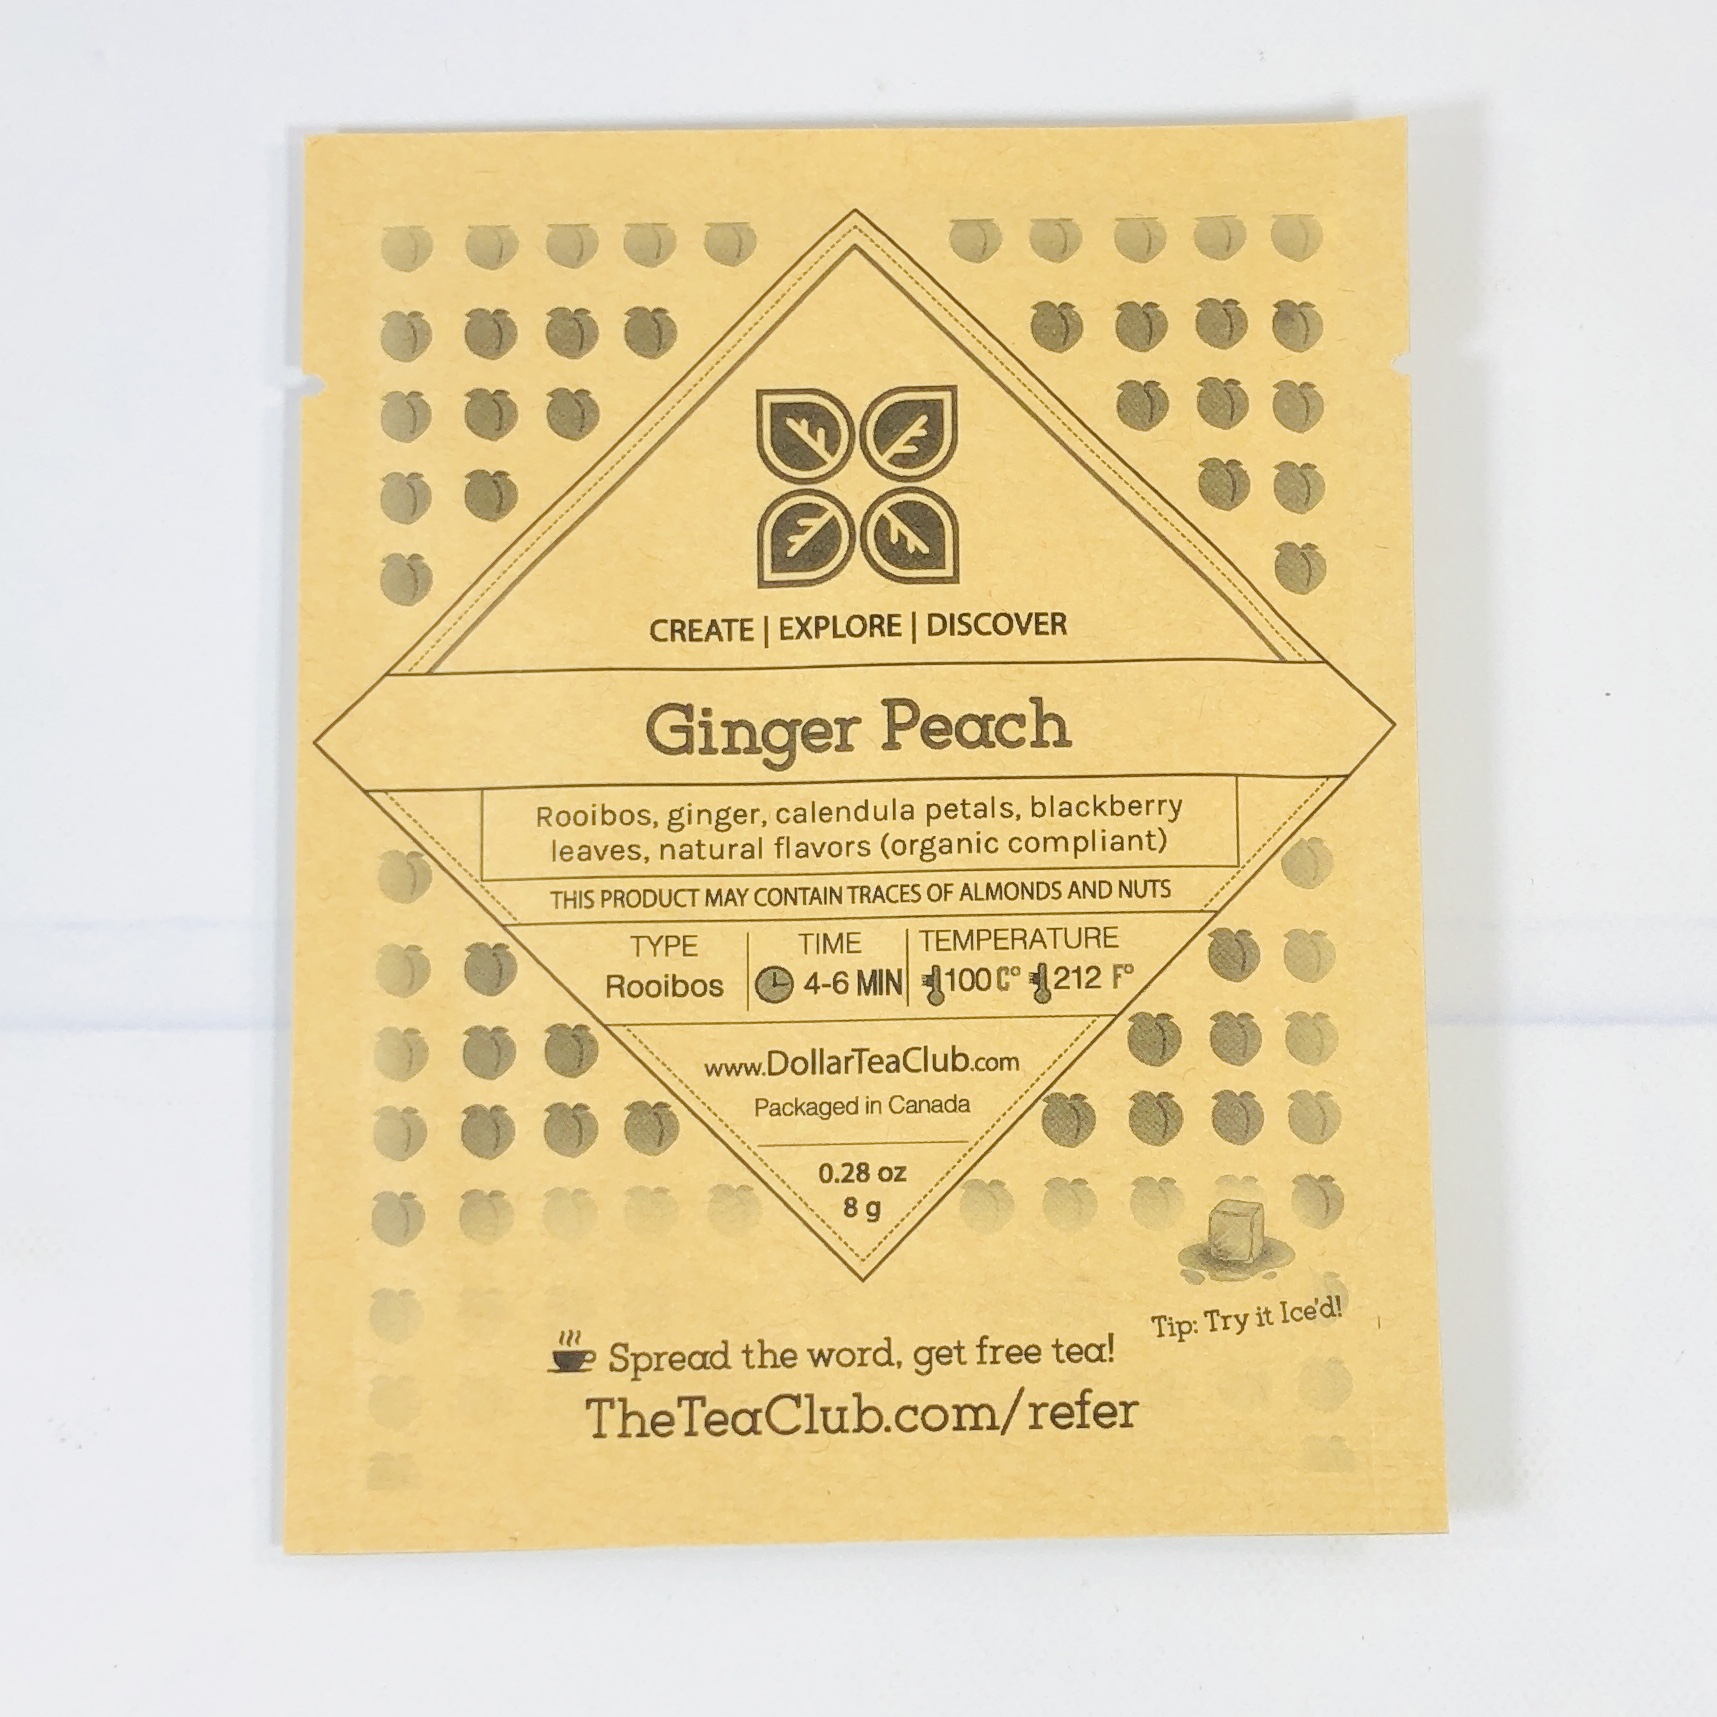 CREATE | EXPLORE | DISCOVER
Ginger Peach
Rooibos, ginger, calendula petals, blackberry
leaves, natural flavors (organic compliant)
THIS PRODUCT MAY CONTAIN TRACES OF ALMONDS AND NUTS
TYPE | TIME | TEMPERATURE
Rooibos | 4-6 MIN | 100 C° 212 F°
www.DollarTeaClub.com
Packaged in Canada
0.28 oz
8 g
Tip: Try it Ice'd!
Spread the word, get free tea!
TheTeaClub.com/refer